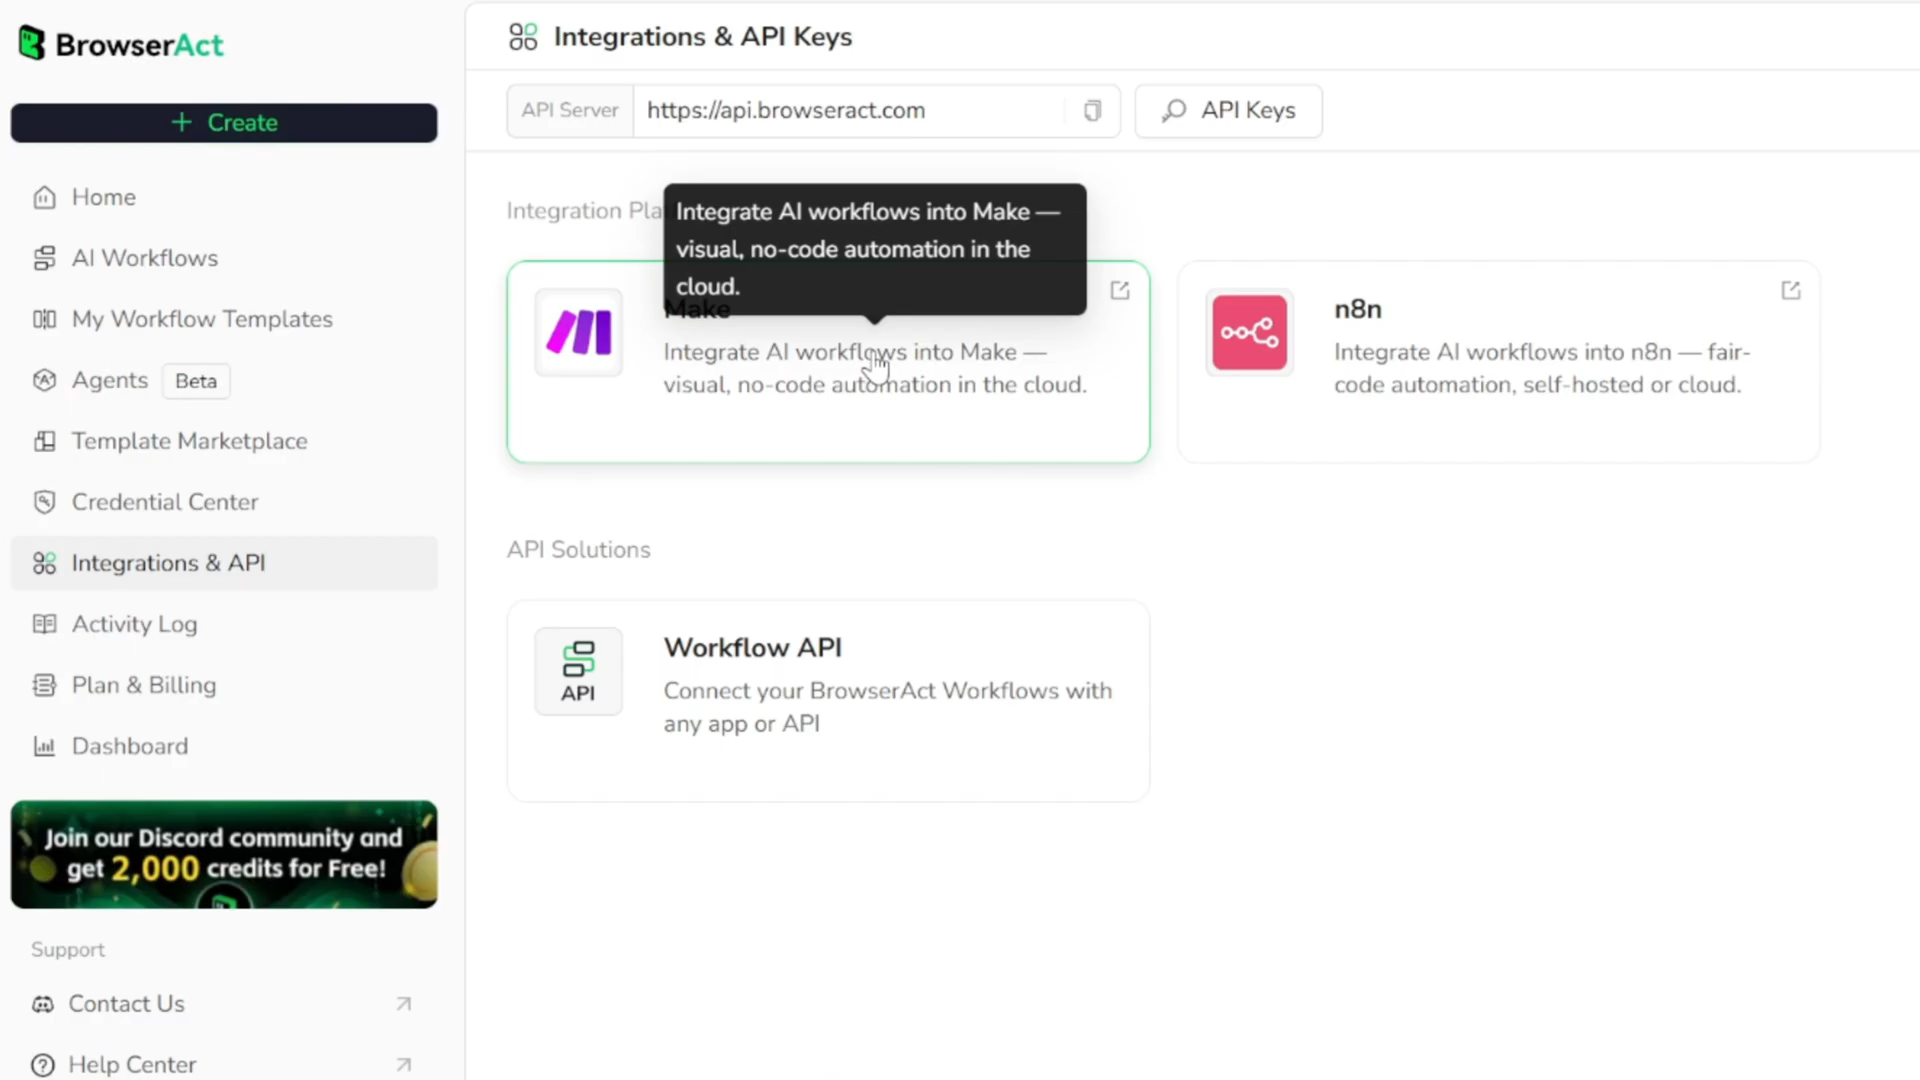 BrowserAct
+ Create
Home
AI Workflows
My Workflow Templates
Agents Beta
Template Marketplace
Credential Center
Integrations & API
Activity Log
Plan & Billing
Dashboard
Join our Discord community and
get 2,000 credits for Free!
Support
Contact Us
Help Center
Integrations & API Keys
API Server https://api.browseract.com API Keys
Integration Pla
Integrate AI workflows into Make —
visual, no-code automation in the
cloud.
Make
Integrate AI workflows into Make —
visual, no-code automation in the cloud.
n8n
Integrate AI workflows into n8n — fair-
code automation, self-hosted or cloud.
API Solutions
API
Workflow API
Connect your BrowserAct Workflows with
any app or API